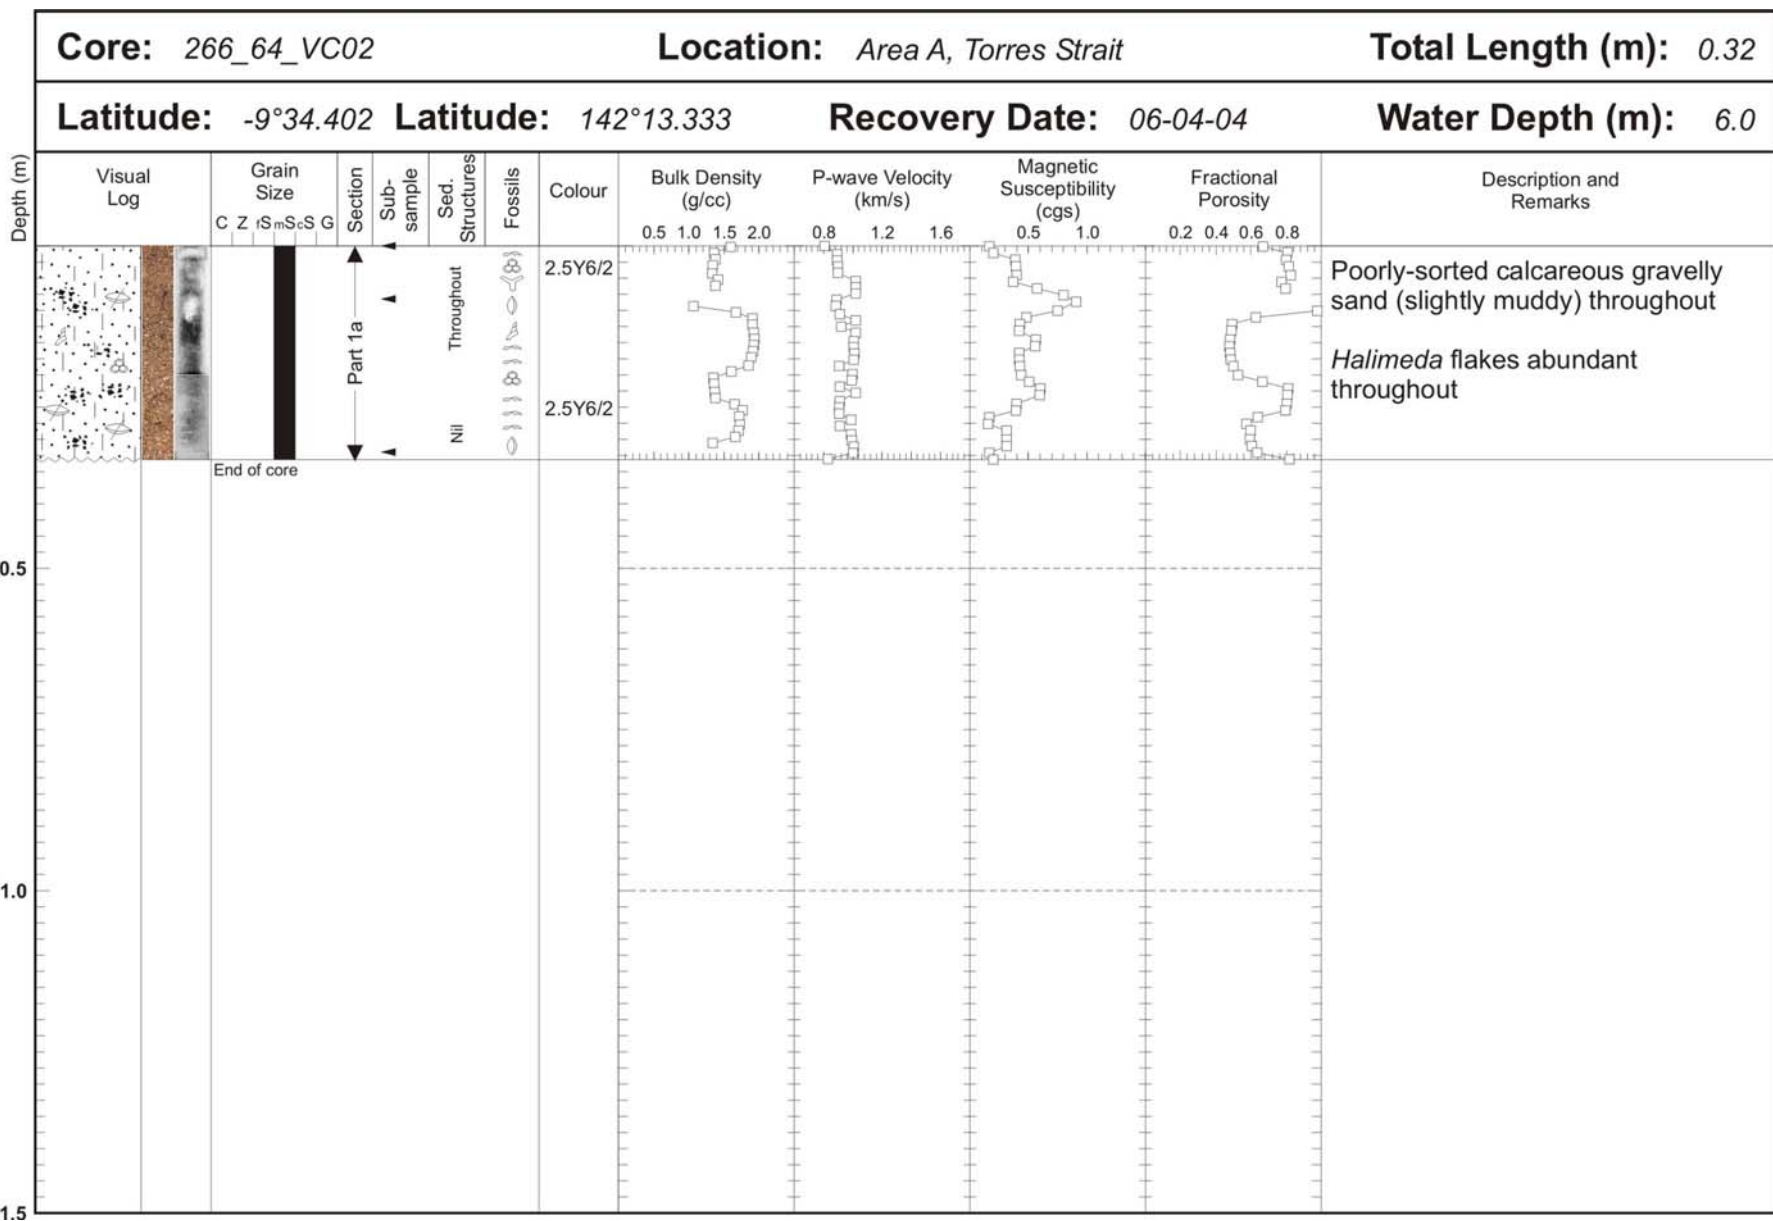 Core: 266_64_VC02 Location: Area A, Torres Strait Total Length (m): 0.32
Latitude: -9°34.402 Latitude: 142°13.333 Recovery Date: 06-04-04 Water Depth (m): 6.0
Depth (m)
Visual
Log
Grain
Size
C Z fS mS cS G
Section
Sub-
sample
Sed.
Structures
Fossils
Colour
Bulk Density
(g/cc)
0.5 1.0 1.5 2.0
P-wave Velocity
(km/s)
0.8 1.2 1.6
Magnetic
Susceptibility
(cgs)
0.5 1.0
Fractional
Porosity
0.2 0.4 0.6 0.8
Description and
Remarks
Part 1a
Throughout
Nil
2.5Y6/2
2.5Y6/2
Poorly-sorted calcareous gravelly
sand (slightly muddy) throughout
Halimeda flakes abundant
throughout
End of core
0.5
1.0
1.5